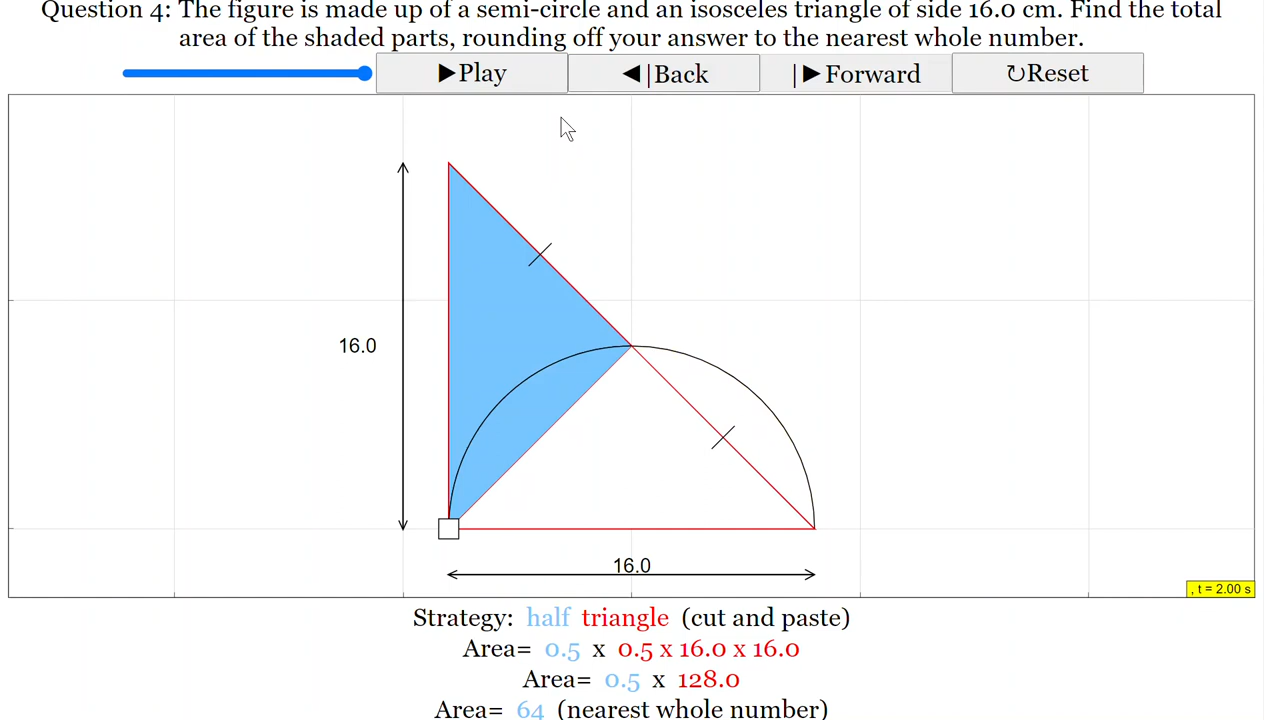 Question 4: The figure is made up of a semi-circle and an isosceles triangle of side 16.0 cm. Find the total
area of the shaded parts, rounding off your answer to the nearest whole number.
▶Play ◀|Back |▶Forward ↻Reset
16.0
16.0
, t = 2.00 s
Strategy: half triangle (cut and paste)
Area= 0.5 x 0.5 x 16.0 x 16.0
Area= 0.5 x 128.0
Area= 64 (nearest whole number)